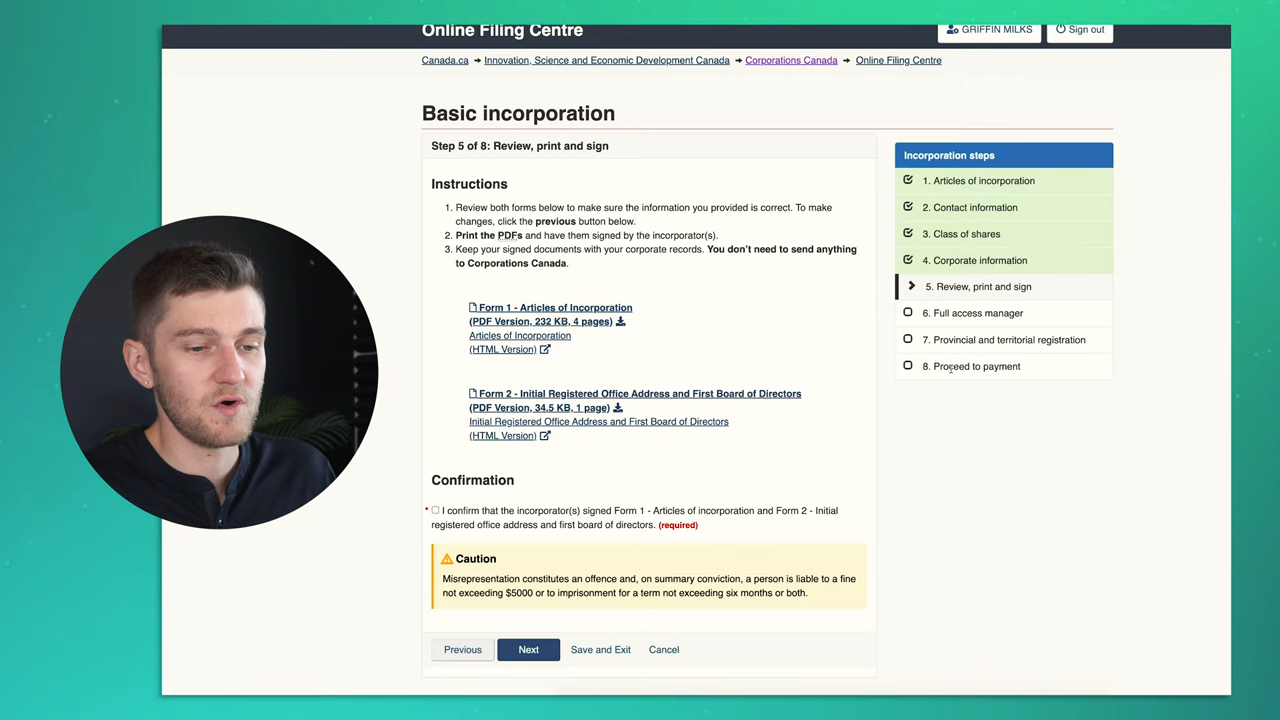 Online Filing Centre
GRIFFIN MILKS
Sign out
Canada.ca → Innovation, Science and Economic Development Canada → Corporations Canada → Online Filing Centre
Basic incorporation
Step 5 of 8: Review, print and sign
Instructions
1. Review both forms below to make sure the information you provided is correct. To make
changes, click the previous button below.
2. Print the PDFs and have them signed by the incorporator(s).
3. Keep your signed documents with your corporate records. You don't need to send anything
to Corporations Canada.
Form 1 - Articles of Incorporation
(PDF Version, 232 KB, 4 pages)
Articles of Incorporation
(HTML Version)
Form 2 - Initial Registered Office Address and First Board of Directors
(PDF Version, 34.5 KB, 1 page)
Initial Registered Office Address and First Board of Directors
(HTML Version)
Confirmation
* I confirm that the incorporator(s) signed Form 1 - Articles of incorporation and Form 2 - Initial
registered office address and first board of directors. (required)
Caution
Misrepresentation constitutes an offence and, on summary conviction, a person is liable to a fine
not exceeding $5000 or to imprisonment for a term not exceeding six months or both.
Previous
Next
Save and Exit
Cancel
Incorporation steps
1. Articles of incorporation
2. Contact information
3. Class of shares
4. Corporate information
5. Review, print and sign
6. Full access manager
7. Provincial and territorial registration
8. Proceed to payment